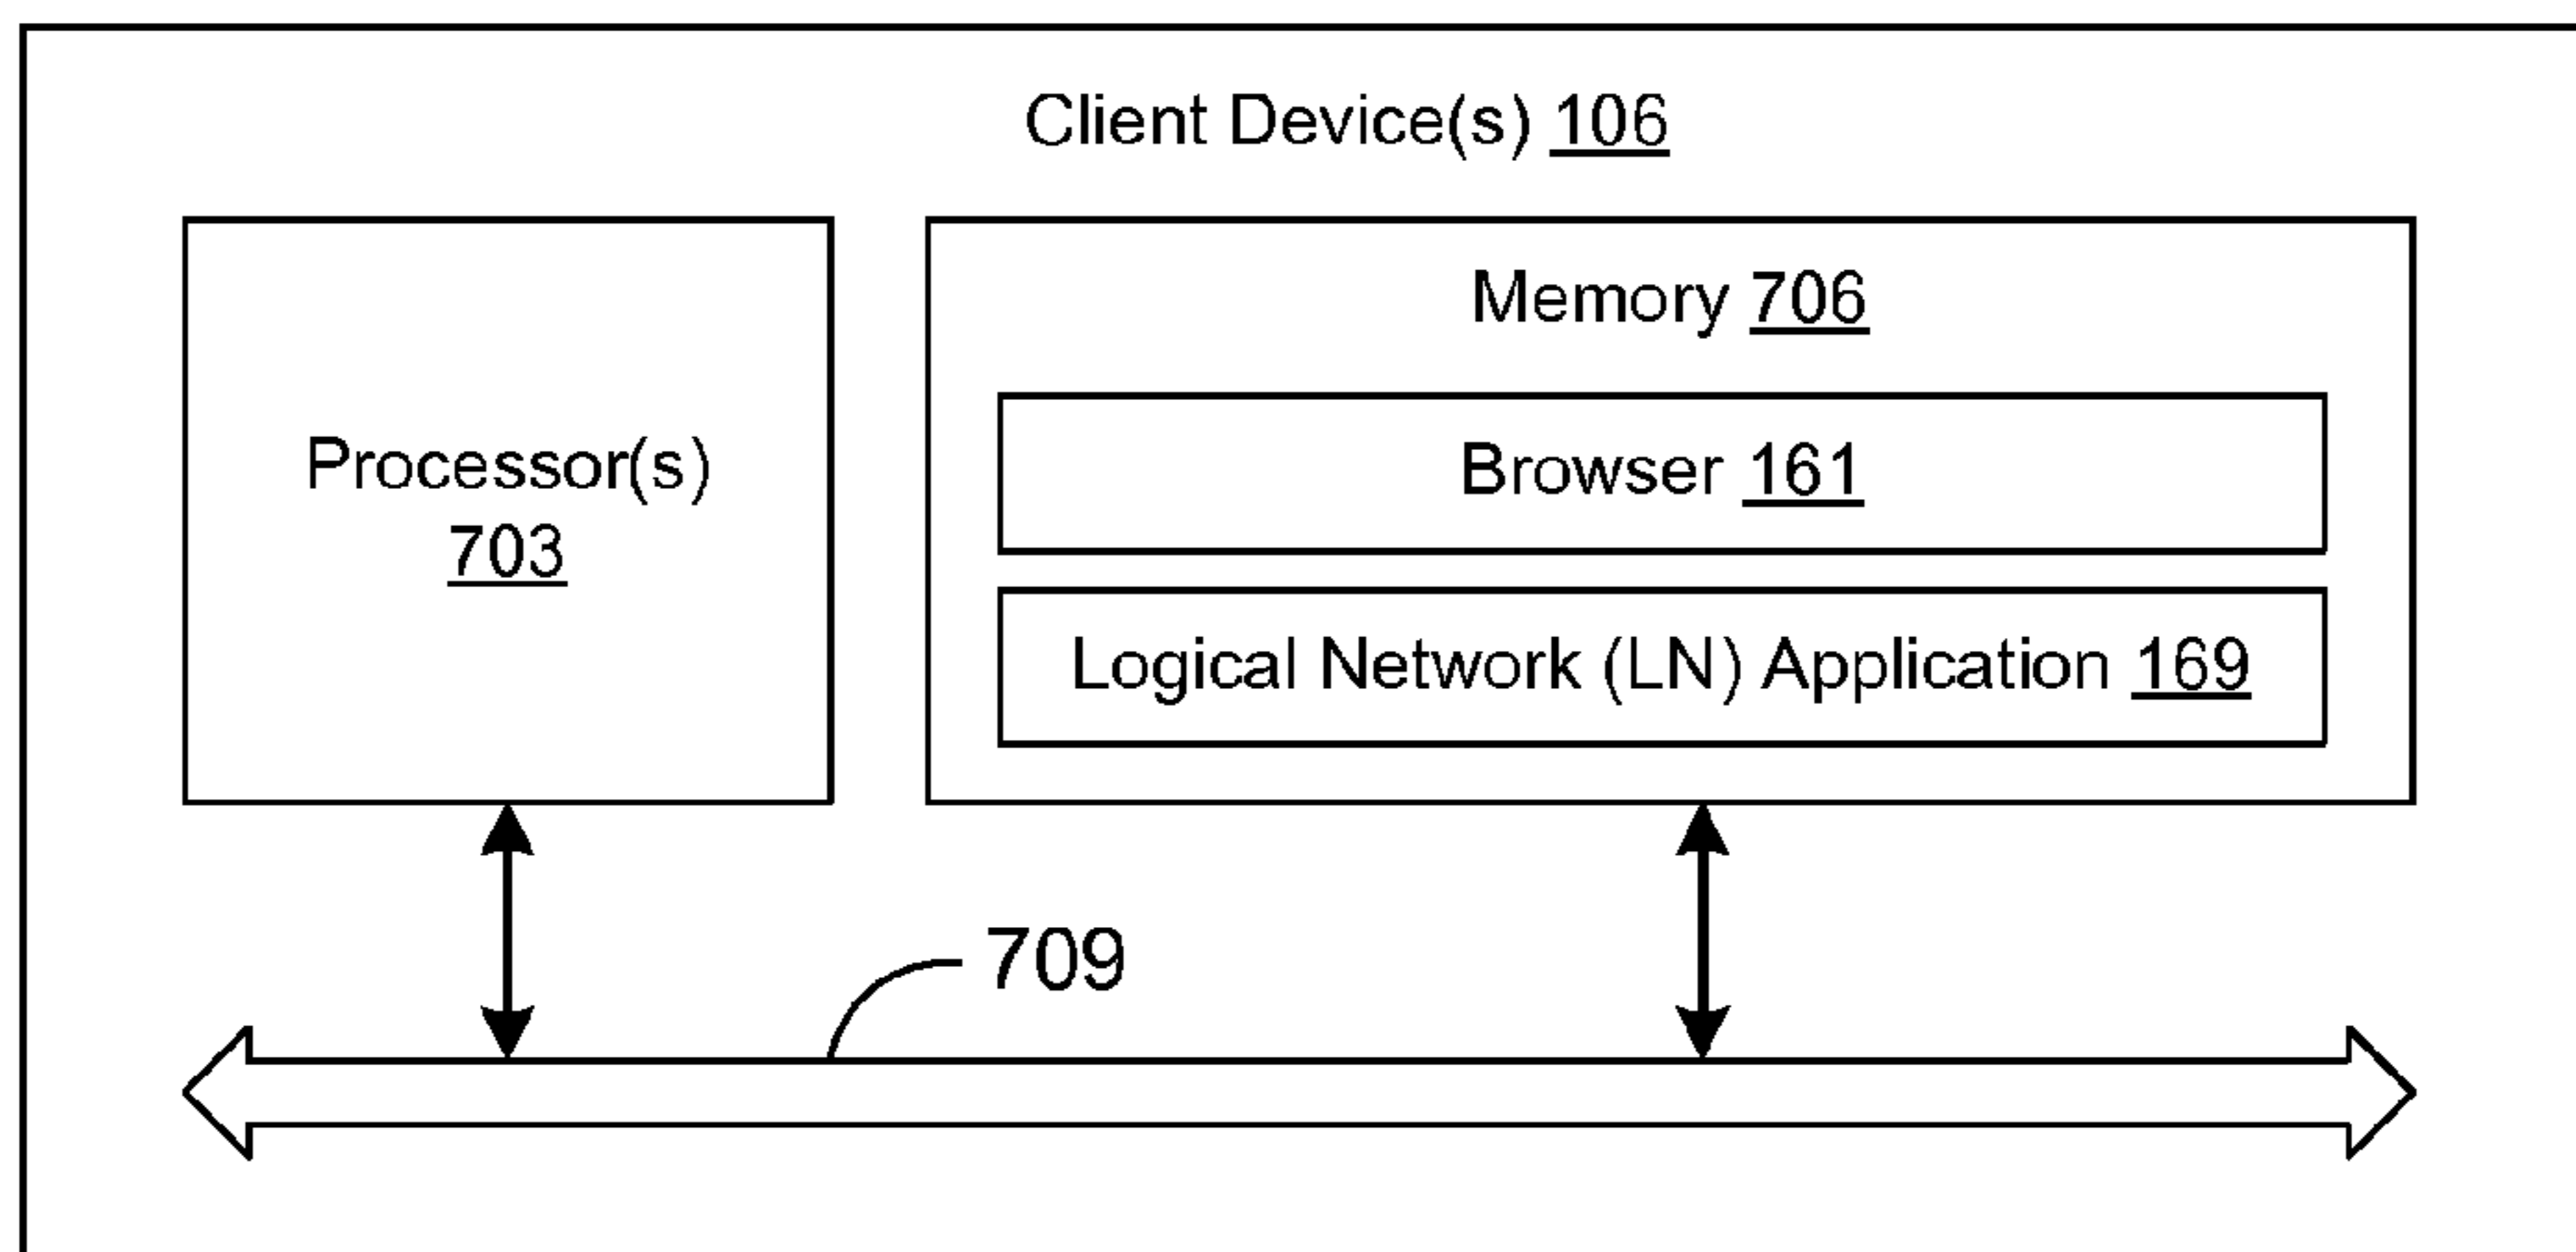 Client Device(s) 106
Processor(s)
703
Memory 706
Browser 161
Logical Network (LN) Application 169
709